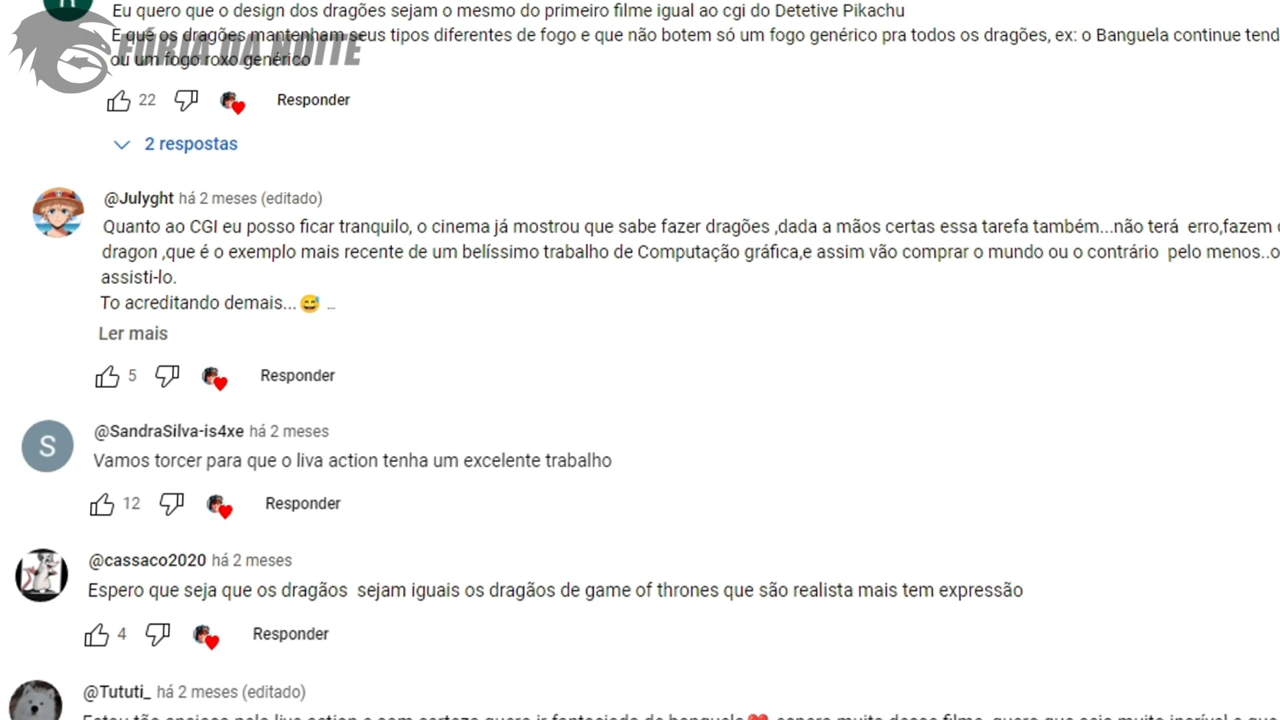 Eu quero que o design dos dragões sejam o mesmo do primeiro filme igual ao cgi do Detetive Pikachu
E que os dragões mantenham seus tipos diferentes de fogo e que não botem só um fogo genérico pra todos os dragões, ex: o Banguela continue tend
FÚRIA DA NOITE
ou um fogo roxo genérico
22 Responder
2 respostas
@Julyght há 2 meses (editado)
Quanto ao CGI eu posso ficar tranquilo, o cinema já mostrou que sabe fazer dragões ,dada a mãos certas essa tarefa também...não terá erro,fazem
dragon ,que é o exemplo mais recente de um belíssimo trabalho de Computação gráfica,e assim vão comprar o mundo ou o contrário pelo menos..o
assisti-lo.
To acreditando demais...😅 ...
Ler mais
5 Responder
S
@SandraSilva-is4xe há 2 meses
Vamos torcer para que o liva action tenha um excelente trabalho
12 Responder
@cassaco2020 há 2 meses
Espero que seja que os dragãos sejam iguais os dragãos de game of thrones que são realista mais tem expressão
4 Responder
@Tututi_ há 2 meses (editado)